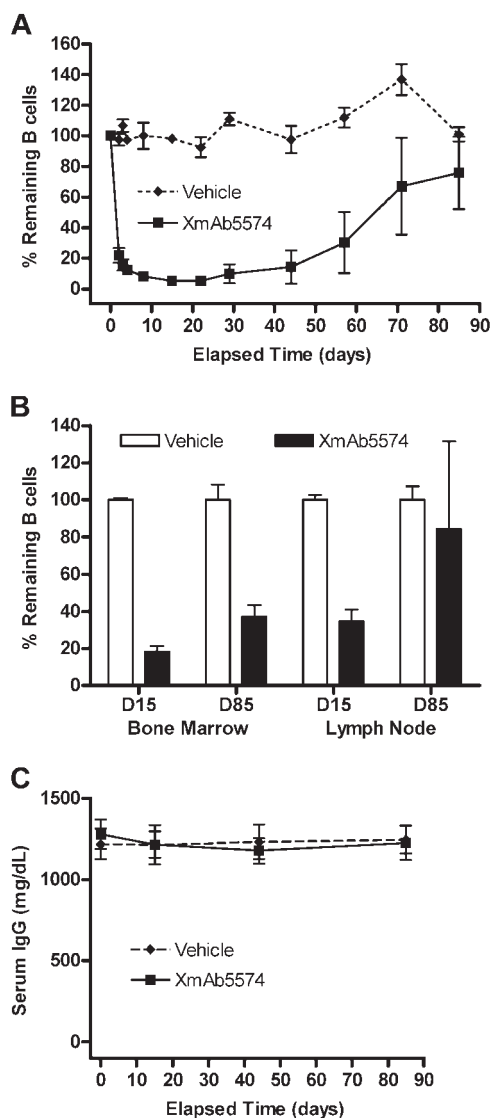 A
160
140
120
100
80
60
40
20
0
% Remaining B cells
Vehicle
XmAb5574
0 10 20 30 40 50 60 70 80 90
Elapsed Time (days)
B
140
120
100
80
60
40
20
0
% Remaining B cells
Vehicle XmAb5574
D15 D85 D15 D85
Bone Marrow Lymph Node
C
1500
1000
500
0
Serum IgG (mg/dL)
Vehicle
XmAb5574
0 10 20 30 40 50 60 70 80 90
Elapsed Time (days)